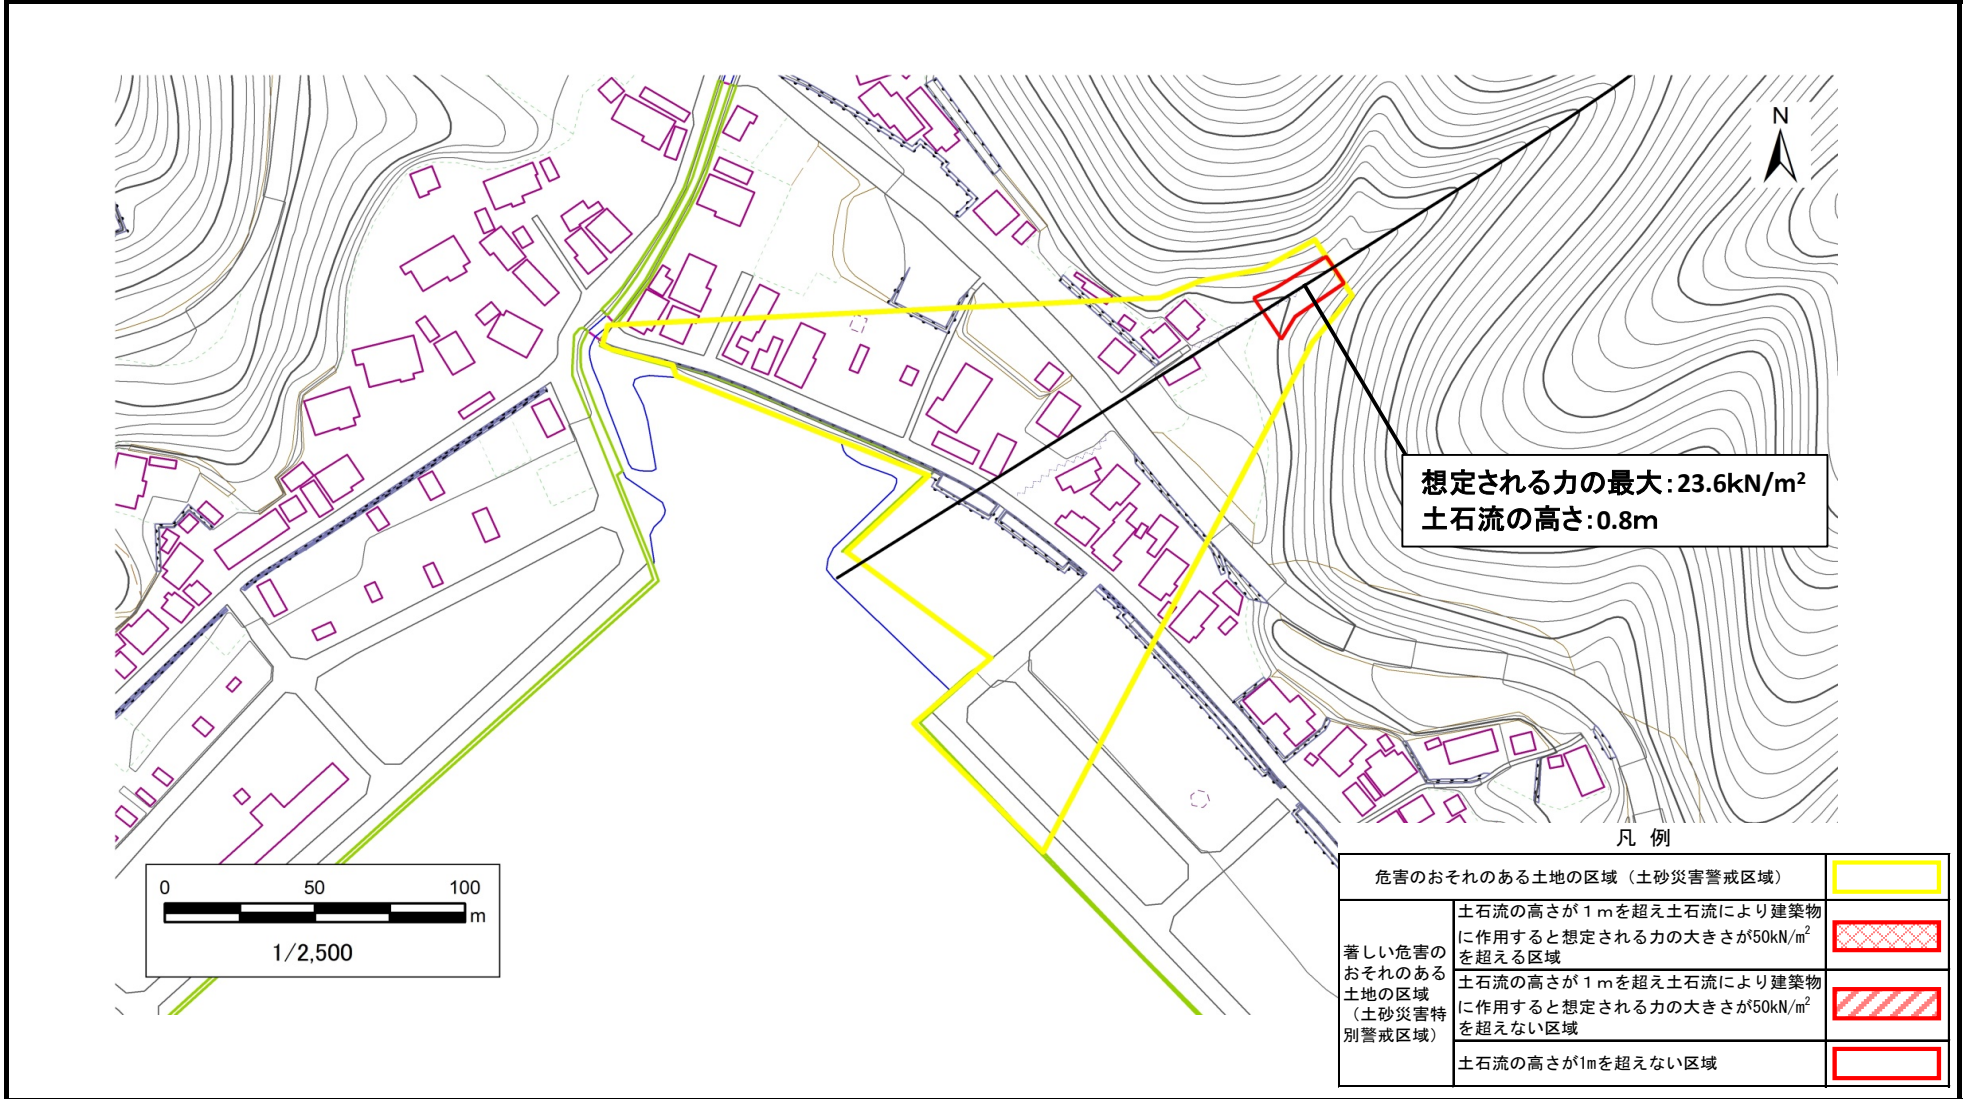 N
想定される力の最大：23.6kN/m²
土石流の高さ：0.8m
0 50 100
m
1/2,500
凡 例
危害のおそれのある土地の区域（土砂災害警戒区域）
著しい危害の
おそれのある
土地の区域
（土砂災害特
別警戒区域）
土石流の高さが１ｍを超え土石流により建築物
に作用すると想定される力の大きさが50kN/㎡
を超える区域
土石流の高さが１ｍを超え土石流により建築物
に作用すると想定される力の大きさが50kN/㎡
を超えない区域
土石流の高さが1mを超えない区域